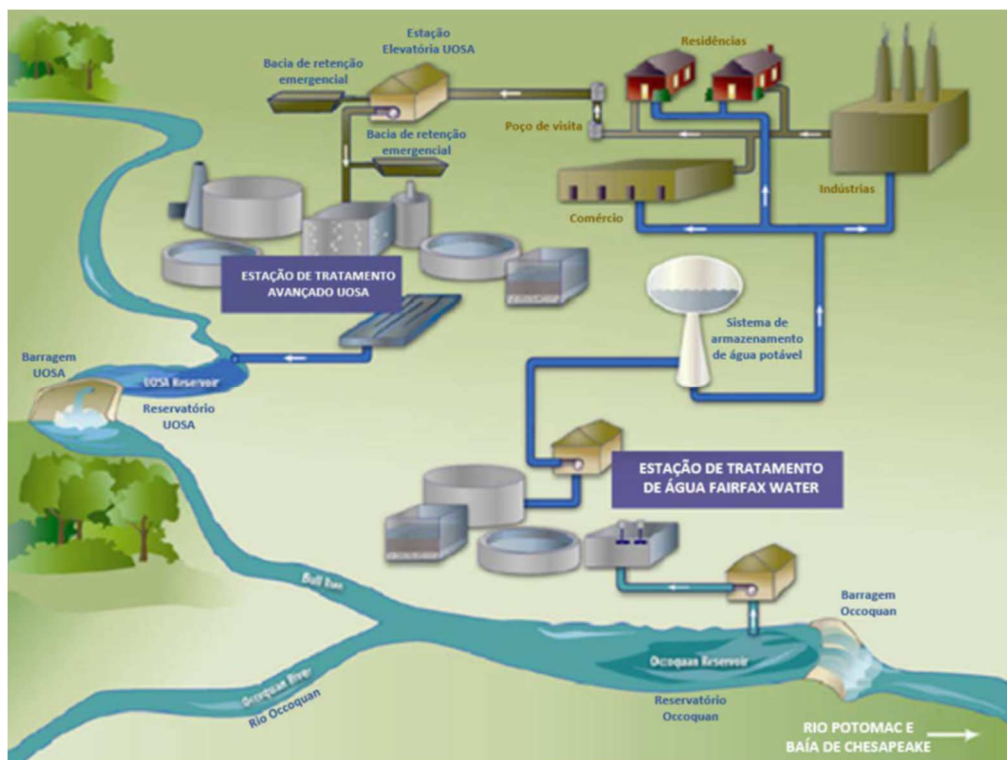 Estação
Elevatória UOSA
Residências
Bacia de retenção
emergencial
Poço de visita
Bacia de retenção
emergencial
Indústrias
Comércio
ESTAÇÃO DE TRATAMENTO
AVANÇADO UOSA
Sistema de
armazenamento
de água potável
Barragem
UOSA
UOSA Reservoir
Reservatório
UOSA
ESTAÇÃO DE TRATAMENTO
DE ÁGUA FAIRFAX WATER
Bull Run
Barragem
Occoquan
Occoquan Reservoir
Occoquan River
Rio Occoquan
Reservatório
Occoquan
RIO POTOMAC E
BAÍA DE CHESAPEAKE